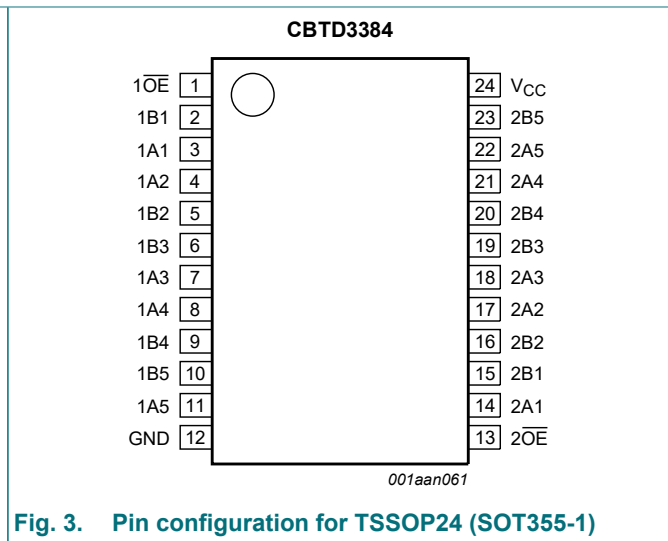 CBTD3384
1O̅E̅ 1 24 VCC
1B1 2 23 2B5
1A1 3 22 2A5
1A2 4 21 2A4
1B2 5 20 2B4
1B3 6 19 2B3
1A3 7 18 2A3
1A4 8 17 2A2
1B4 9 16 2B2
1B5 10 15 2B1
1A5 11 14 2A1
GND 12 13 2O̅E̅
001aan061
Fig. 3. Pin configuration for TSSOP24 (SOT355-1)